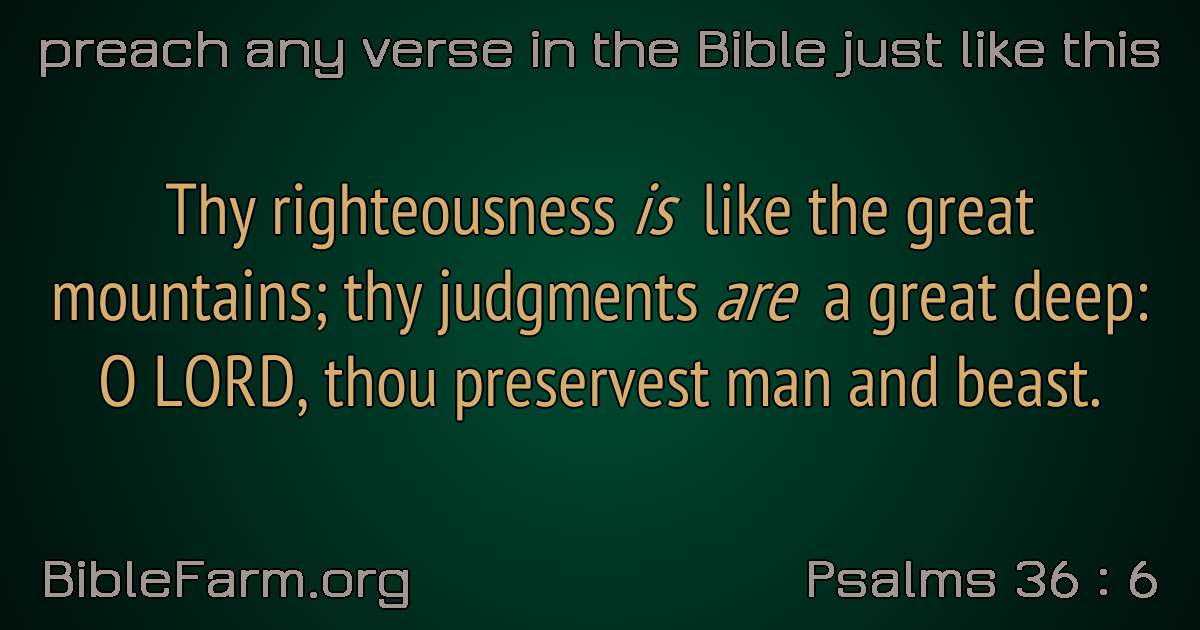 preach any verse in the Bible just like this
Thy righteousness is like the great
mountains; thy judgments are a great deep:
O LORD, thou preservest man and beast.
BibleFarm.org
Psalms 36 : 6